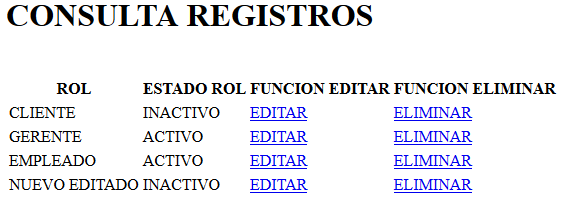 CONSULTA REGISTROS
ROL ESTADO ROL FUNCION EDITAR FUNCION ELIMINAR
CLIENTE INACTIVO EDITAR ELIMINAR
GERENTE ACTIVO EDITAR ELIMINAR
EMPLEADO ACTIVO EDITAR ELIMINAR
NUEVO EDITADO INACTIVO EDITAR ELIMINAR